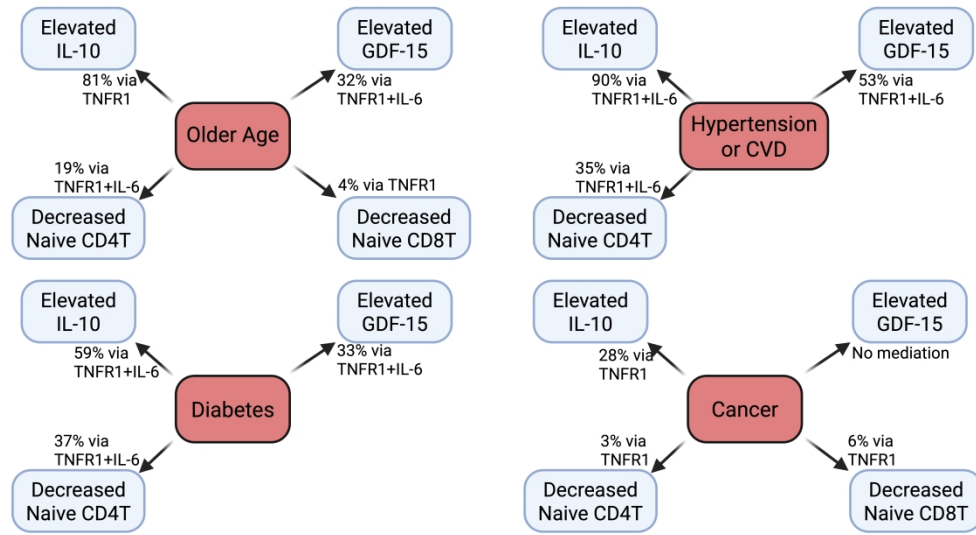 Elevated
IL-10
Elevated
GDF-15
81% via
TNFR1
32% via
TNFR1+IL-6
Older Age
19% via
TNFR1+IL-6
4% via TNFR1
Decreased
Naive CD4T
Decreased
Naive CD8T
Elevated
IL-10
Elevated
GDF-15
90% via
TNFR1+IL-6
53% via
TNFR1+IL-6
Hypertension
or CVD
35% via
TNFR1+IL-6
Decreased
Naive CD4T
Elevated
IL-10
Elevated
GDF-15
59% via
TNFR1+IL-6
33% via
TNFR1+IL-6
Diabetes
37% via
TNFR1+IL-6
Decreased
Naive CD4T
Elevated
IL-10
Elevated
GDF-15
28% via
TNFR1
No mediation
Cancer
3% via
TNFR1
6% via
TNFR1
Decreased
Naive CD4T
Decreased
Naive CD8T